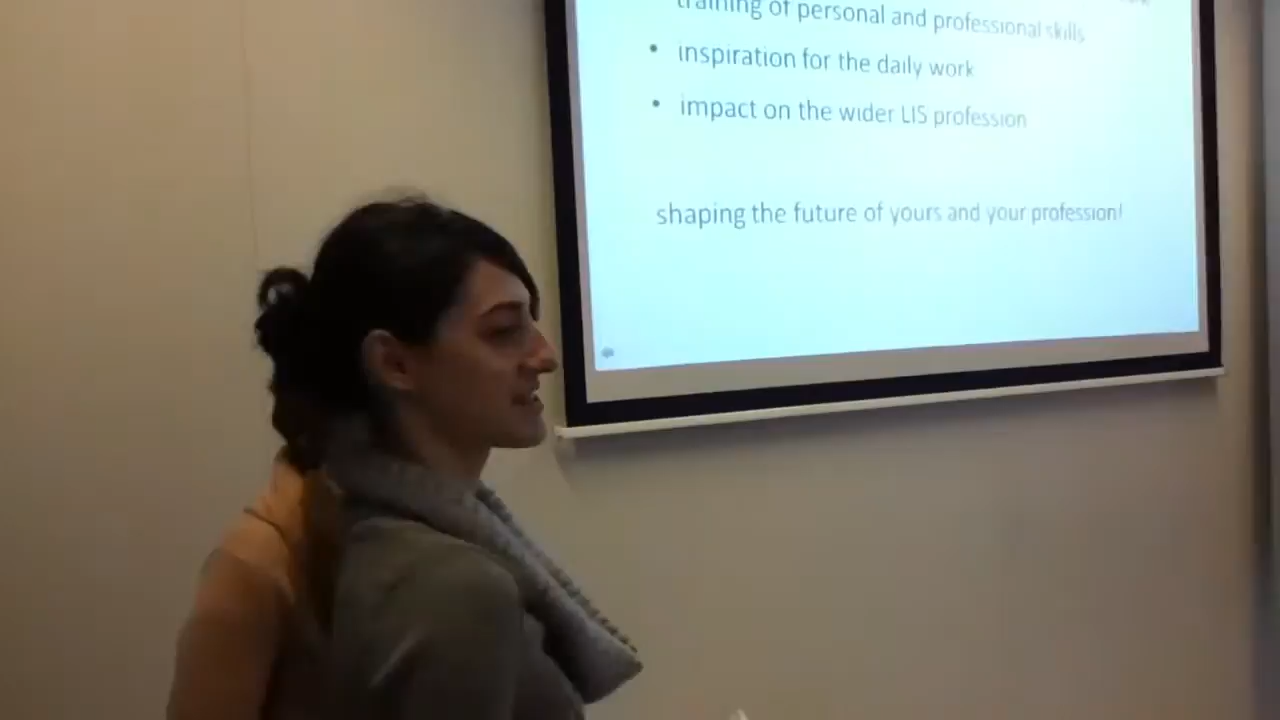 training of personal and professional skills
• inspiration for the daily work
• impact on the wider LIS profession
shaping the future of yours and your profession!